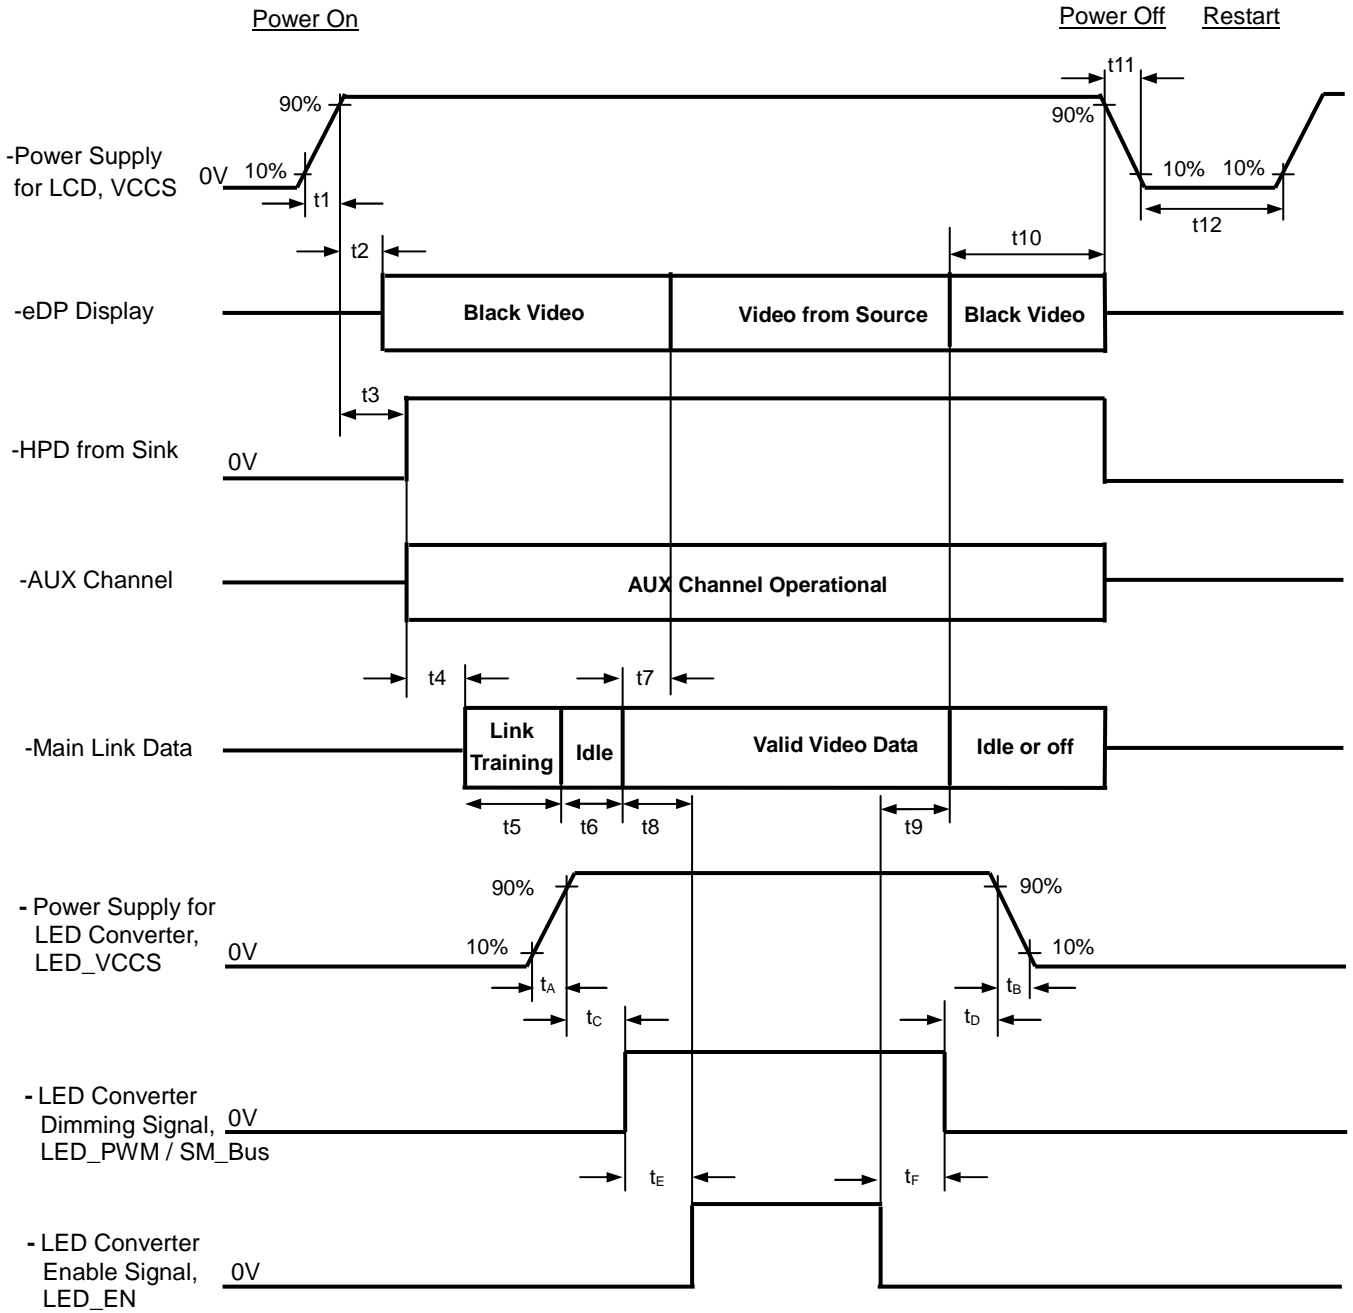 Power On
Power Off
Restart
t11
90%
90%
-Power Supply
for LCD, VCCS
0V
10%
10%
10%
t1
t12
t2
t10
-eDP Display
Black Video
Video from Source
Black Video
t3
-HPD from Sink
0V
-AUX Channel
AUX Channel Operational
t4
t7
-Main Link Data
Link
Training
Idle
Valid Video Data
Idle or off
t5
t6
t8
t9
90%
90%
- Power Supply for
LED Converter,
LED_VCCS
0V
10%
10%
tA
tB
tC
tD
- LED Converter
Dimming Signal,
LED_PWM / SM_Bus
0V
tE
tF
- LED Converter
Enable Signal,
LED_EN
0V